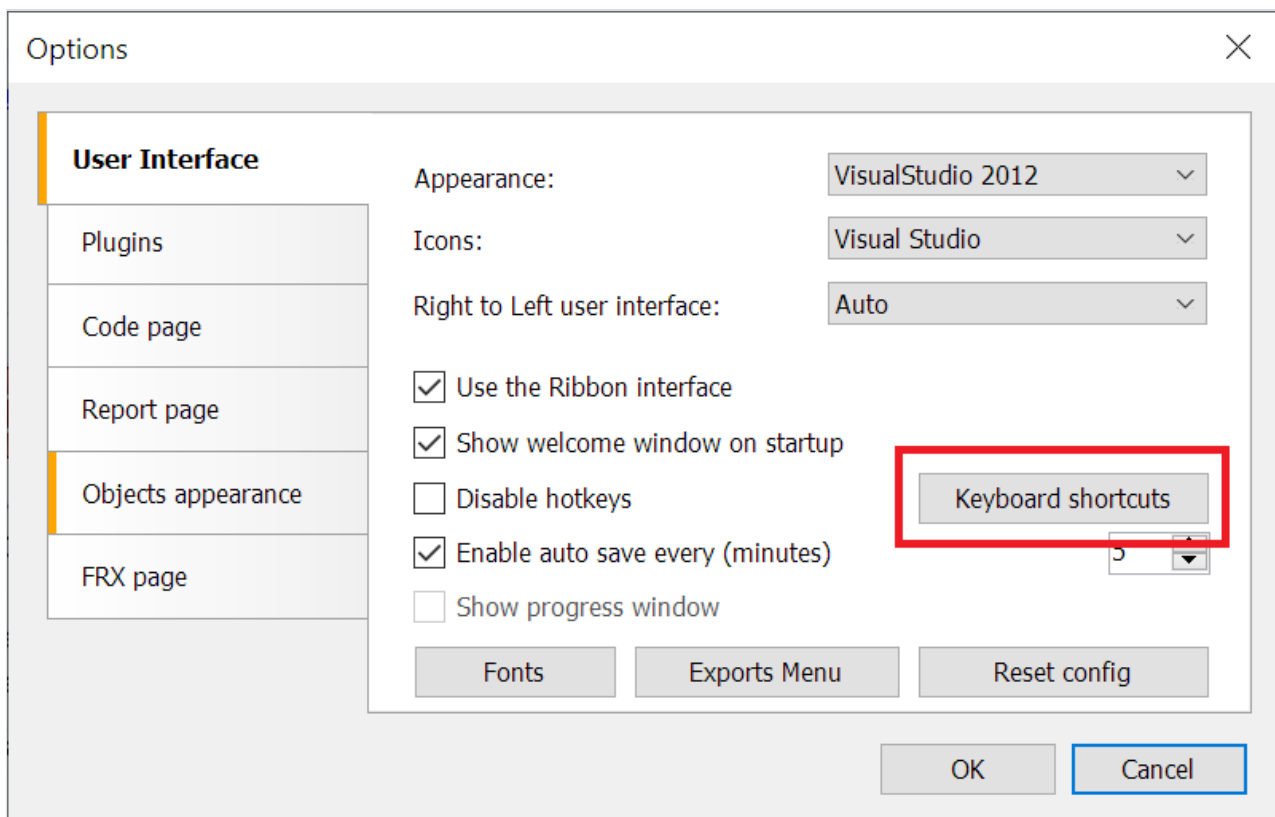 Options
User Interface
Plugins
Code page
Report page
Objects appearance
FRX page
Appearance:
VisualStudio 2012
Icons:
Visual Studio
Right to Left user interface:
Auto
Use the Ribbon interface
Show welcome window on startup
Disable hotkeys
Keyboard shortcuts
Enable auto save every (minutes)
5
Show progress window
Fonts
Exports Menu
Reset config
OK
Cancel